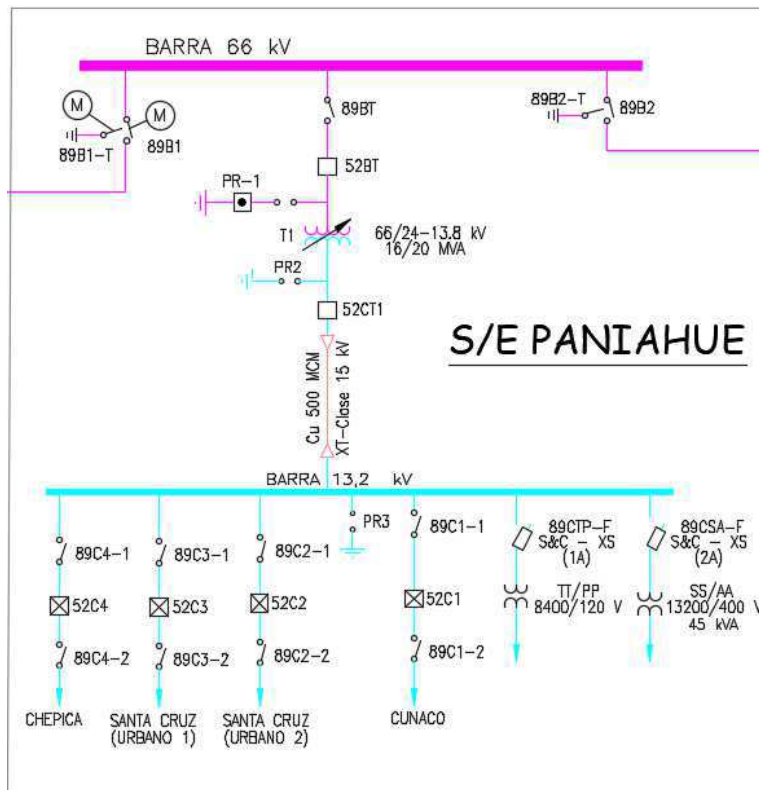 BARRA 66 kV
M
M
89B1-T
89B1
89BT
89B2-T
89B2
52BT
PR-1
T1
66/24-13.8 kV
16/20 MVA
PR2
52CT1
S/E PANIAHUE
Cu 500 MCM
XT-Clase 15 kV
BARRA 13,2 kV
89C4-1
89C3-1
89C2-1
PR3
89C1-1
89CTP-F
S&C - XS
(1A)
89CSA-F
S&C - XS
(2A)
52C4
52C3
52C2
52C1
TT/PP
8400/120 V
SS/AA
13200/400 V
45 kVA
89C4-2
89C3-2
89C2-2
89C1-2
CHEPICA
SANTA CRUZ
(URBANO 1)
SANTA CRUZ
(URBANO 2)
CUNACO